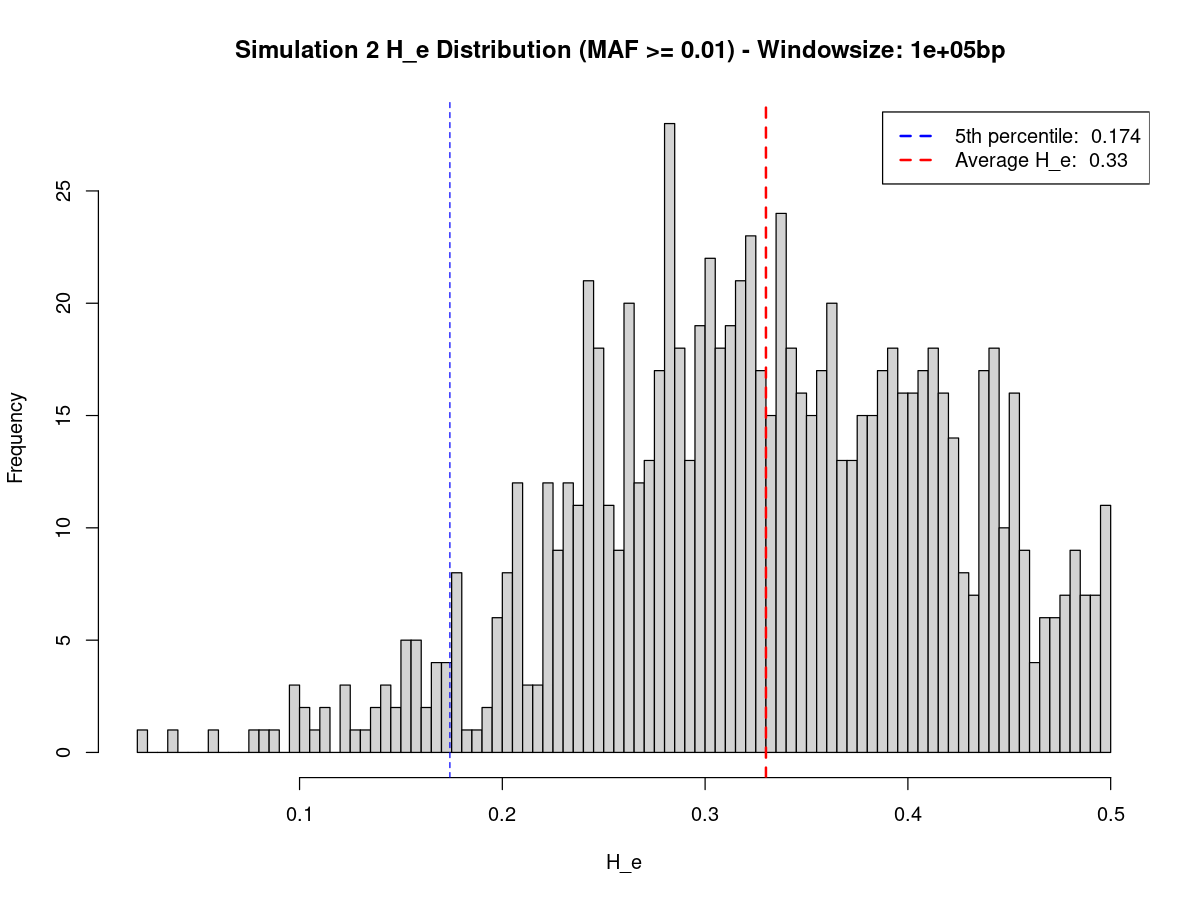 Simulation 2 H_e Distribution (MAF >= 0.01) - Windowsize: 1e+05bp
5th percentile:  0.174
Average H_e:  0.33
Frequency
25
20
15
10
5
0
0.1 0.2 0.3 0.4 0.5
H_e